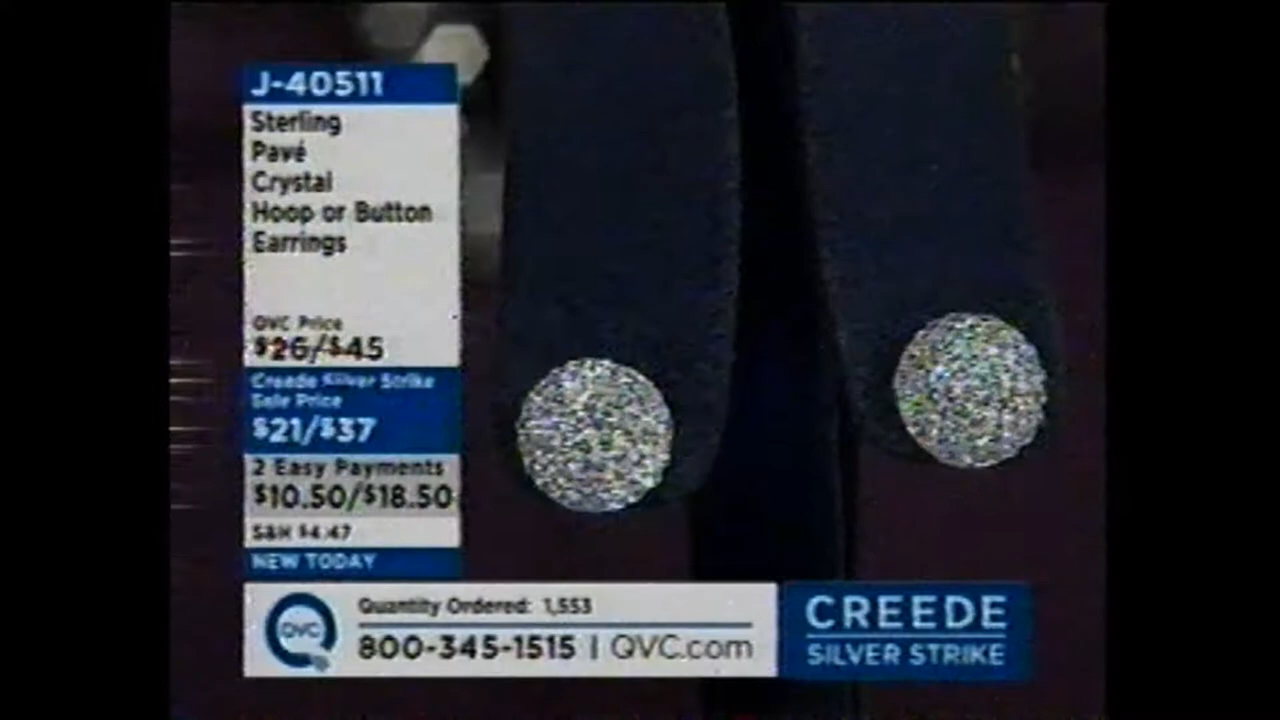 J-40511
Sterling
Pavé
Crystal
Hoop or Button
Earrings
QVC Price
$26/$45
Creede Silver Strike
Sale Price
$21/$37
2 Easy Payments
$10.50/$18.50
S&H $4.47
NEW TODAY
QVC
Quantity Ordered: 1,553
800-345-1515 | QVC.com
CREEDE
SILVER STRIKE